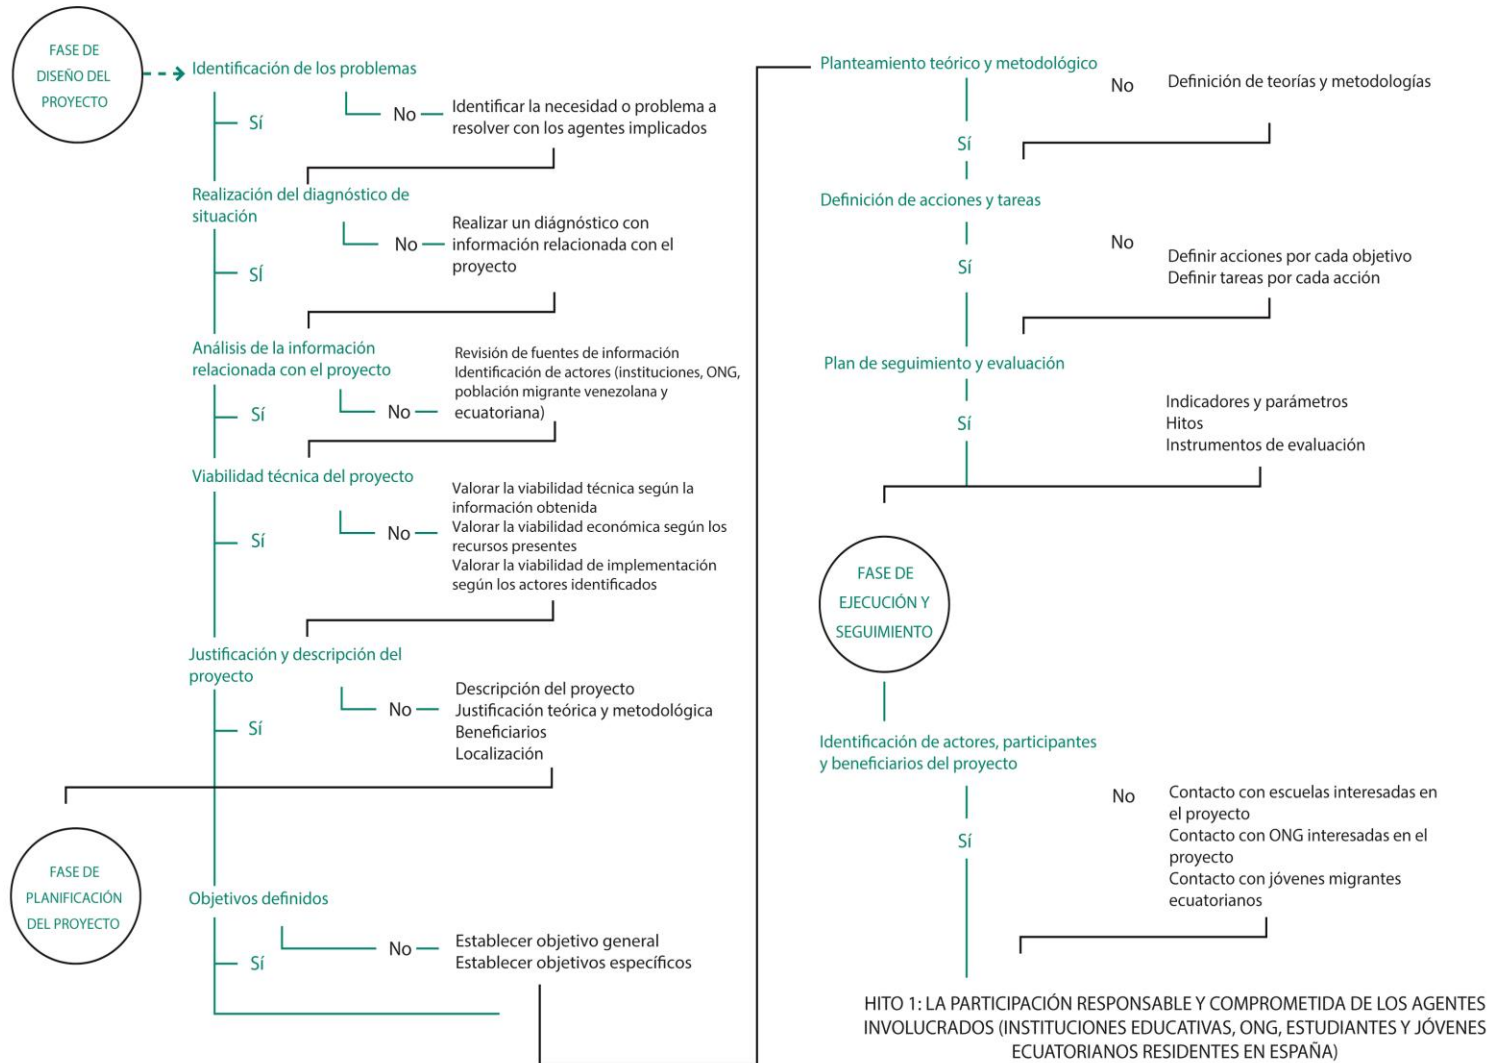 FASE DE
DISEÑO DEL
PROYECTO
Identificación de los problemas
No
Identificar la necesidad o problema a
resolver con los agentes implicados
Sí
Realización del diagnóstico de
situación
No
Realizar un diágnóstico con
información relacionada con el
proyecto
SÍ
Análisis de la información
relacionada con el proyecto
No
Revisión de fuentes de información
Identificación de actores (instituciones, ONG,
población migrante venezolana y
ecuatoriana)
Sí
Viabilidad técnica del proyecto
No
Valorar la viabilidad técnica según la
información obtenida
Valorar la viabilidad económica según los
recursos presentes
Valorar la viabilidad de implementación
según los actores identificados
Sí
Justificación y descripción del
proyecto
No
Descripción del proyecto
Justificación teórica y metodológica
Beneficiarios
Localización
Sí
FASE DE
PLANIFICACIÓN
DEL PROYECTO
Objetivos definidos
No
Establecer objetivo general
Establecer objetivos específicos
Sí
Planteamiento teórico y metodológico
No
Definición de teorías y metodologías
Sí
Definición de acciones y tareas
No
Definir acciones por cada objetivo
Definir tareas por cada acción
Sí
Plan de seguimiento y evaluación
Indicadores y parámetros
Hitos
Instrumentos de evaluación
Sí
FASE DE
EJECUCIÓN Y
SEGUIMIENTO
Identificación de actores, participantes
y beneficiarios del proyecto
No
Contacto con escuelas interesadas en
el proyecto
Contacto con ONG interesadas en el
proyecto
Contacto con jóvenes migrantes
ecuatorianos
Sí
HITO 1: LA PARTICIPACIÓN RESPONSABLE Y COMPROMETIDA DE LOS AGENTES
INVOLUCRADOS (INSTITUCIONES EDUCATIVAS, ONG, ESTUDIANTES Y JÓVENES
ECUATORIANOS RESIDENTES EN ESPAÑA)